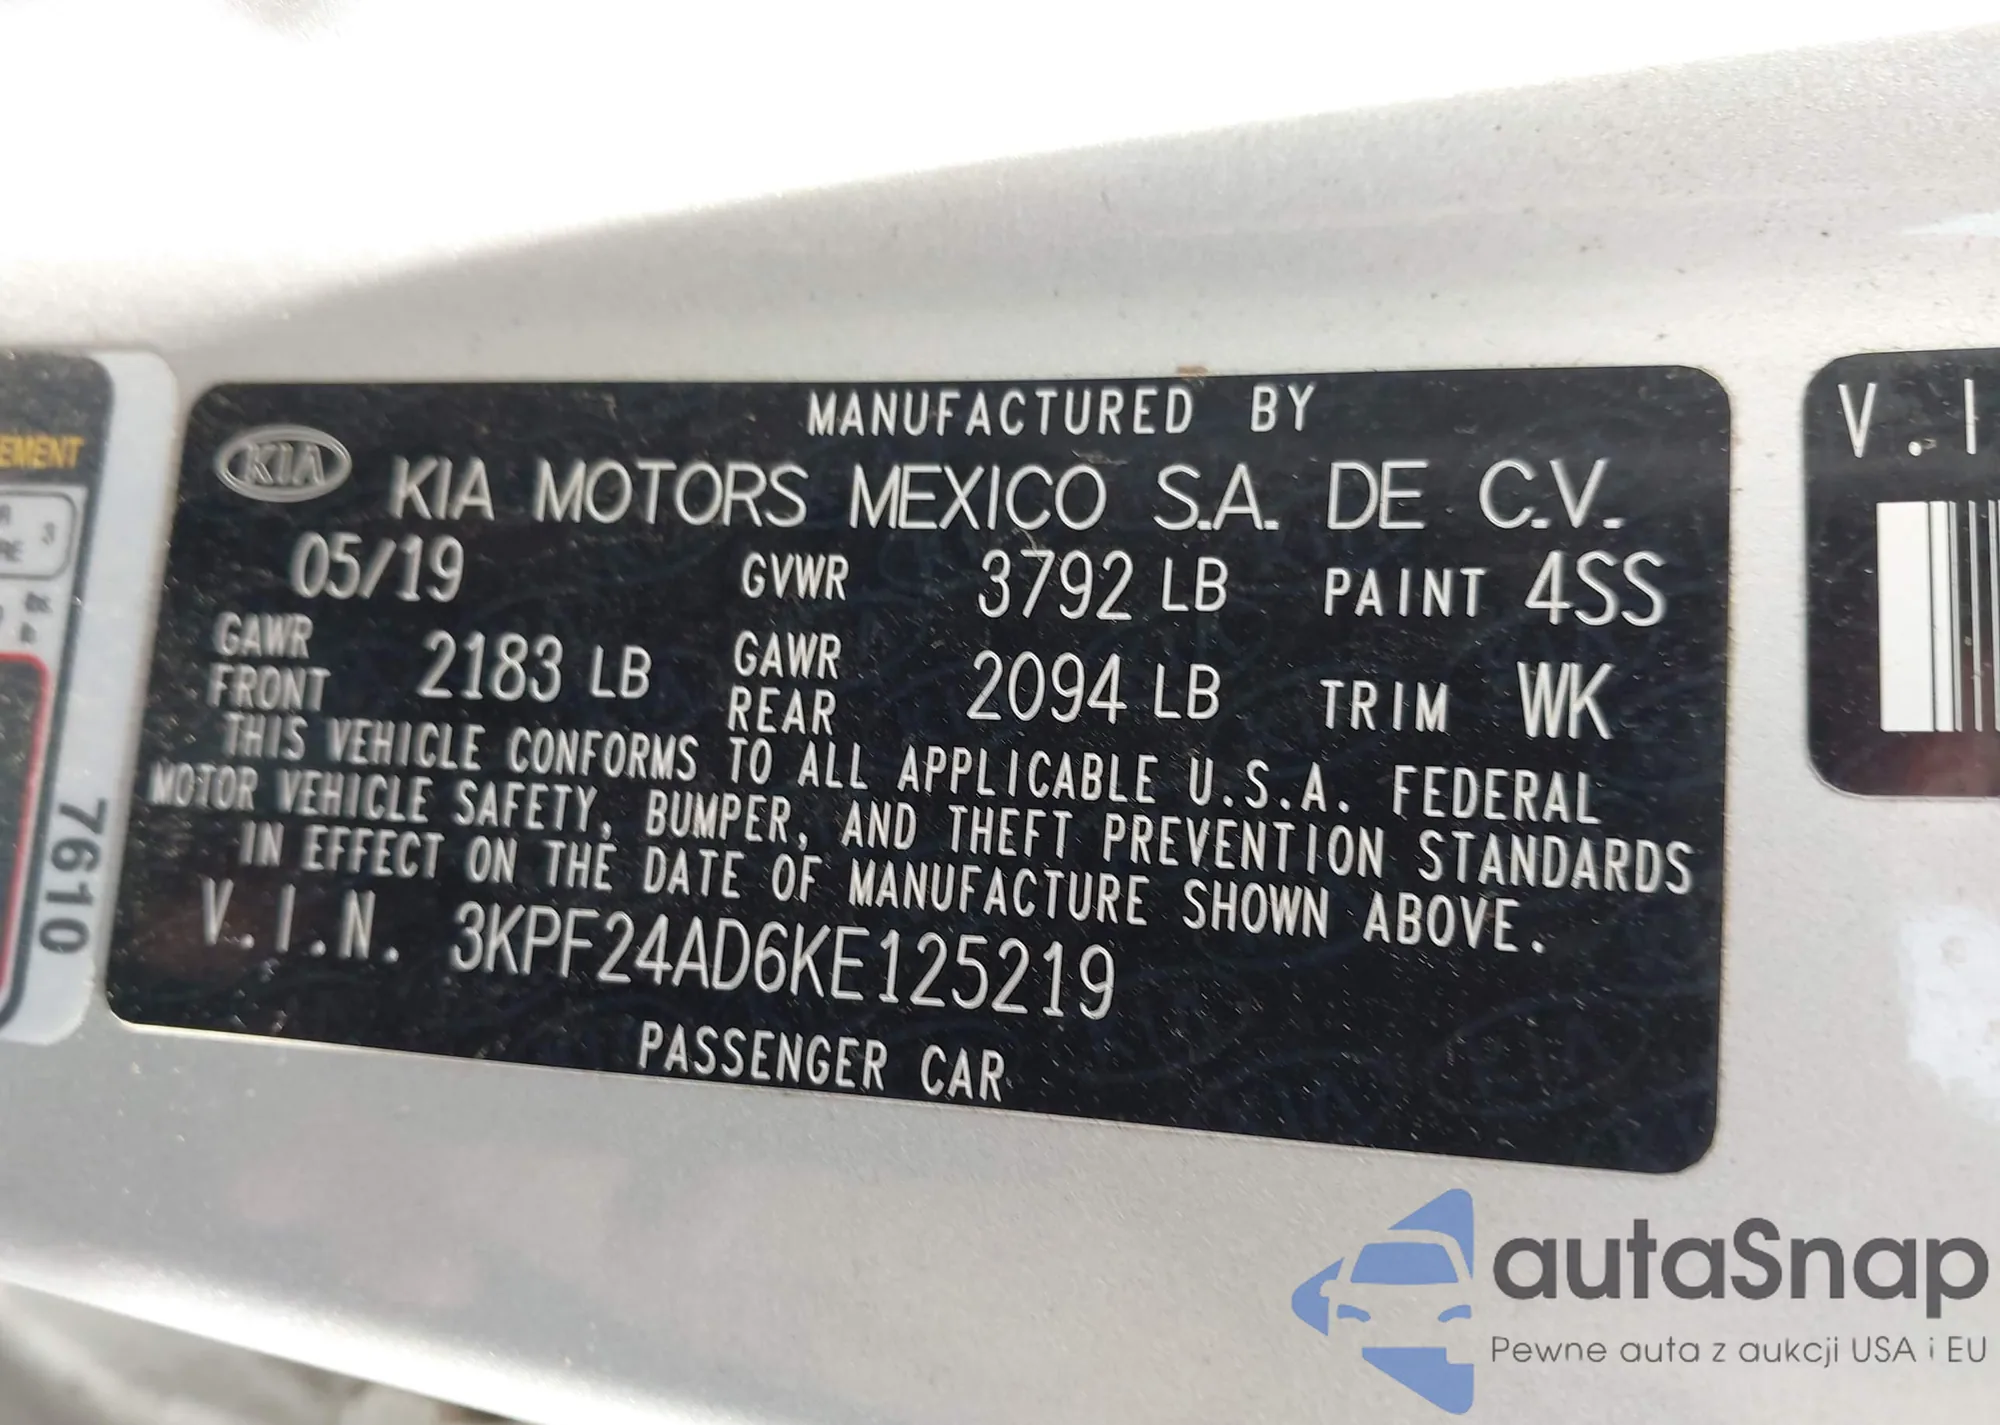 MANUFACTURED BY
KIA KIA MOTORS MEXICO S.A. DE C.V.
05/19 GVWR 3792 LB PAINT 4SS
GAWR FRONT 2183 LB GAWR REAR 2094 LB TRIM WK
THIS VEHICLE CONFORMS TO ALL APPLICABLE U.S.A. FEDERAL
MOTOR VEHICLE SAFETY, BUMPER, AND THEFT PREVENTION STANDARDS
IN EFFECT ON THE DATE OF MANUFACTURE SHOWN ABOVE.
V.I.N. 3KPF24AD6KE125219
PASSENGER CAR
EMENT
3
7610
V.I
autaSnap
Pewne auta z aukcji USA i EU